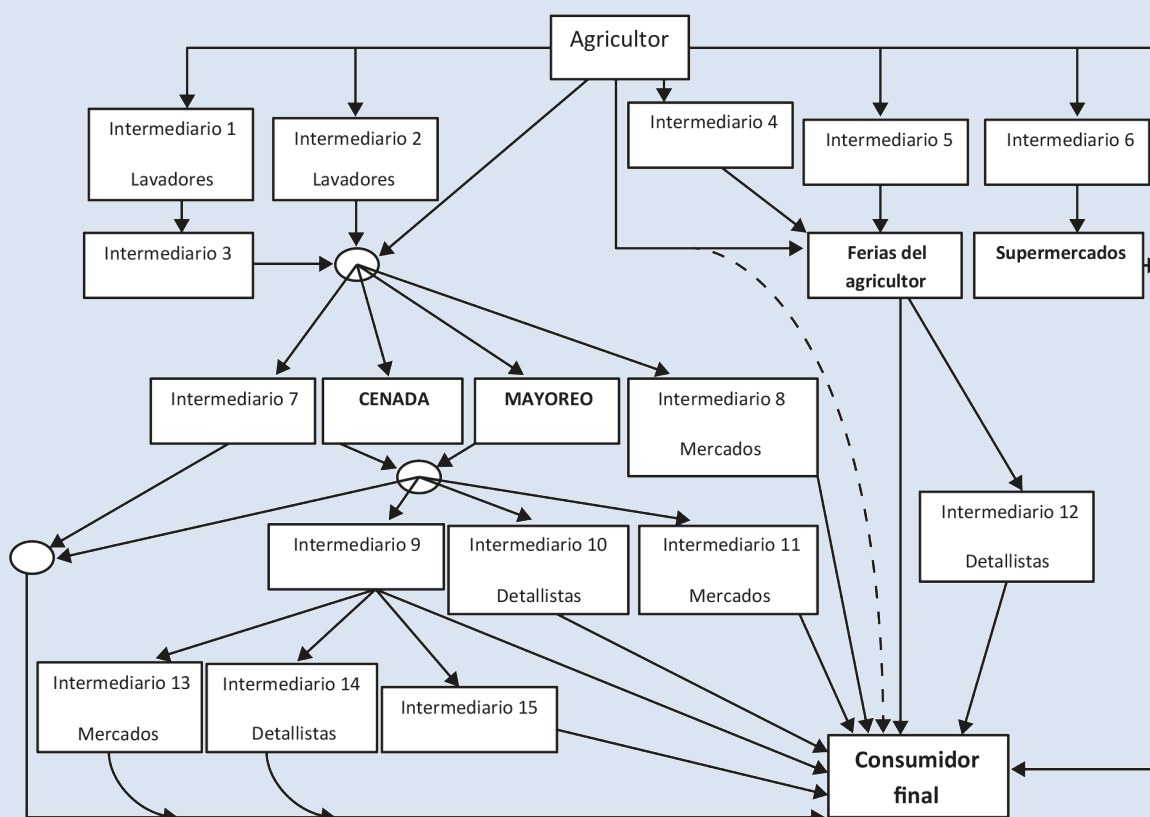 Agricultor
Intermediario 1
Lavadores
Intermediario 2
Lavadores
Intermediario 4
Intermediario 5
Intermediario 6
Intermediario 3
Ferias del
agricultor
Supermercados
Intermediario 7
CENADA
MAYOREO
Intermediario 8
Mercados
Intermediario 9
Intermediario 10
Detallistas
Intermediario 11
Mercados
Intermediario 12
Detallistas
Intermediario 13
Mercados
Intermediario 14
Detallistas
Intermediario 15
Consumidor
final